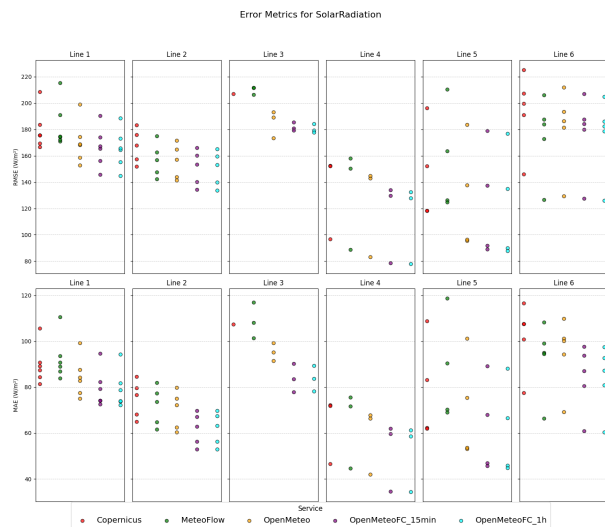 Error Metrics for SolarRadiation
Line 1 Line 2 Line 3 Line 4 Line 5 Line 6
220
200
180
160
140
120
100
80
RMSE (W/m²)
Line 1 Line 2 Line 3 Line 4 Line 5 Line 6
120
100
80
60
40
MAE (W/m²)
Service
Copernicus MeteoFlow OpenMeteo OpenMeteoFC_15min OpenMeteoFC_1h